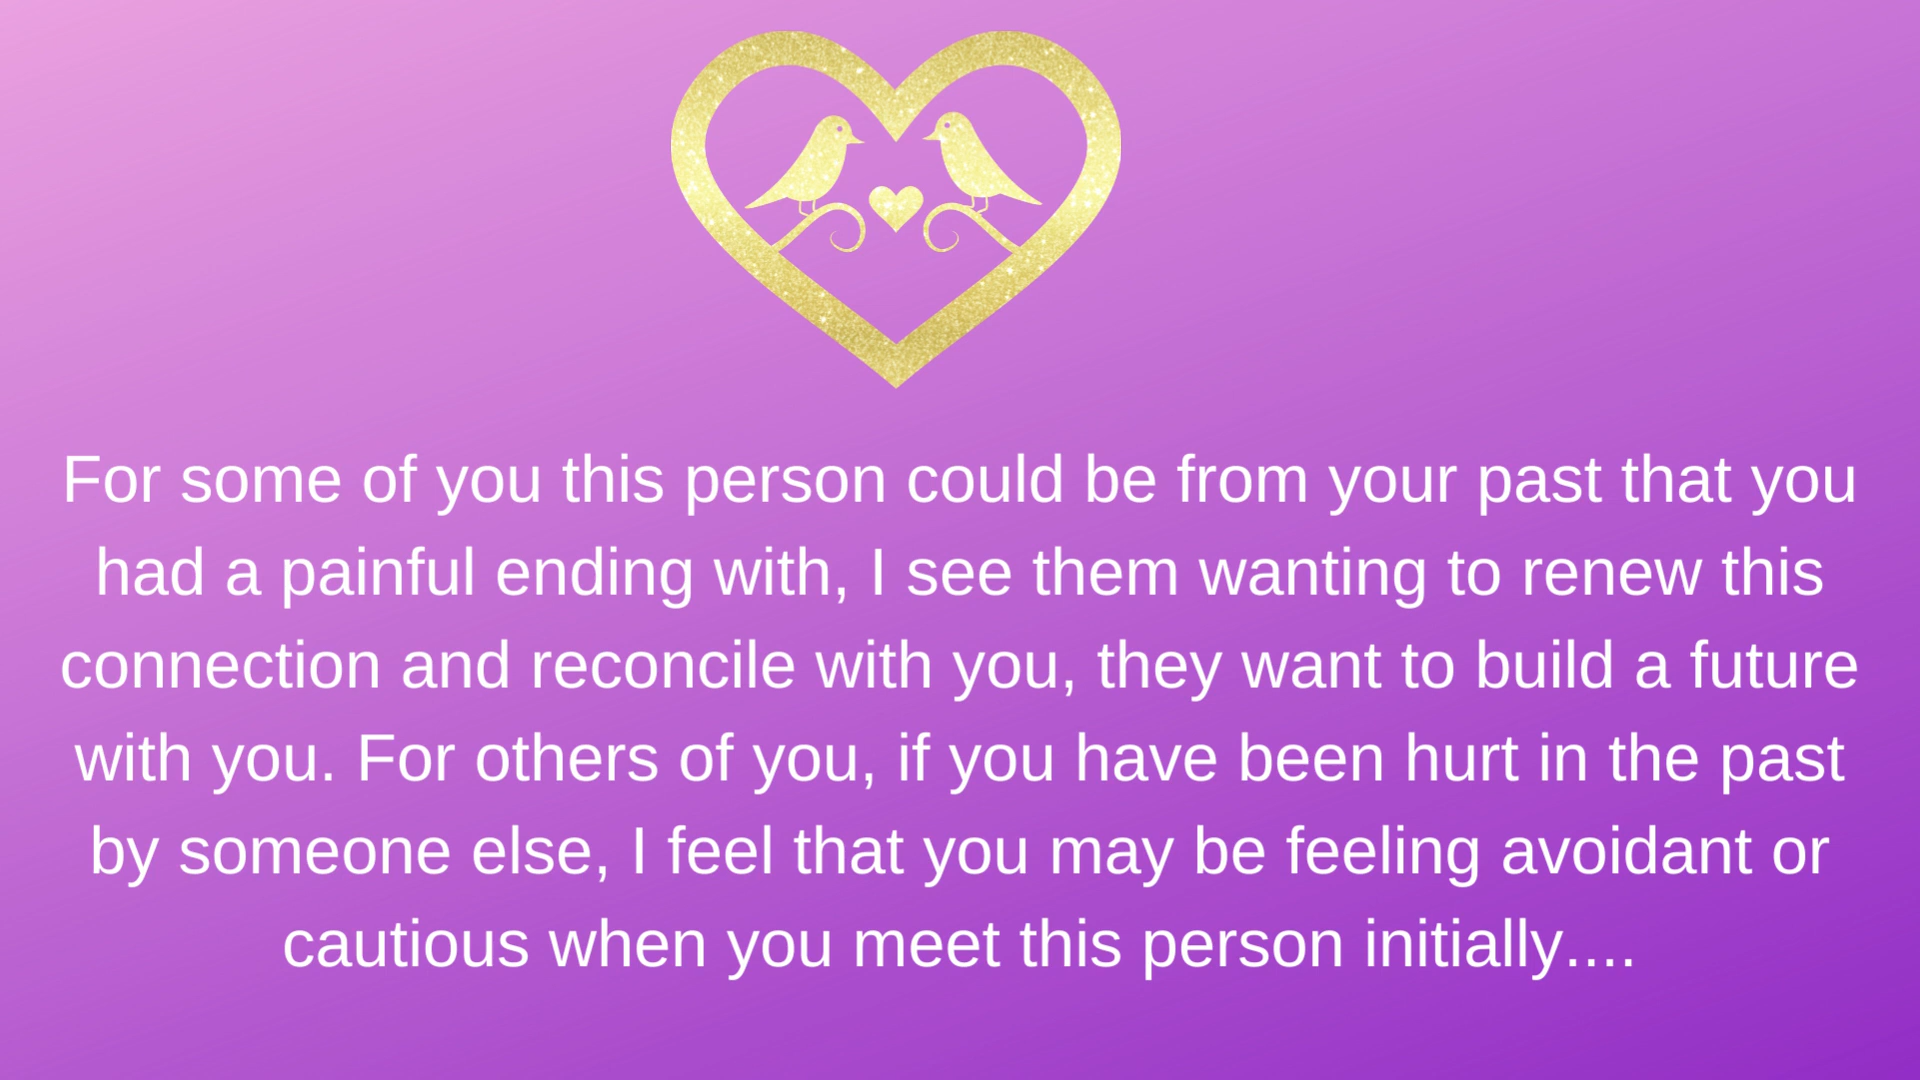 For some of you this person could be from your past that you
had a painful ending with, I see them wanting to renew this
connection and reconcile with you, they want to build a future
with you. For others of you, if you have been hurt in the past
by someone else, I feel that you may be feeling avoidant or
cautious when you meet this person initially....